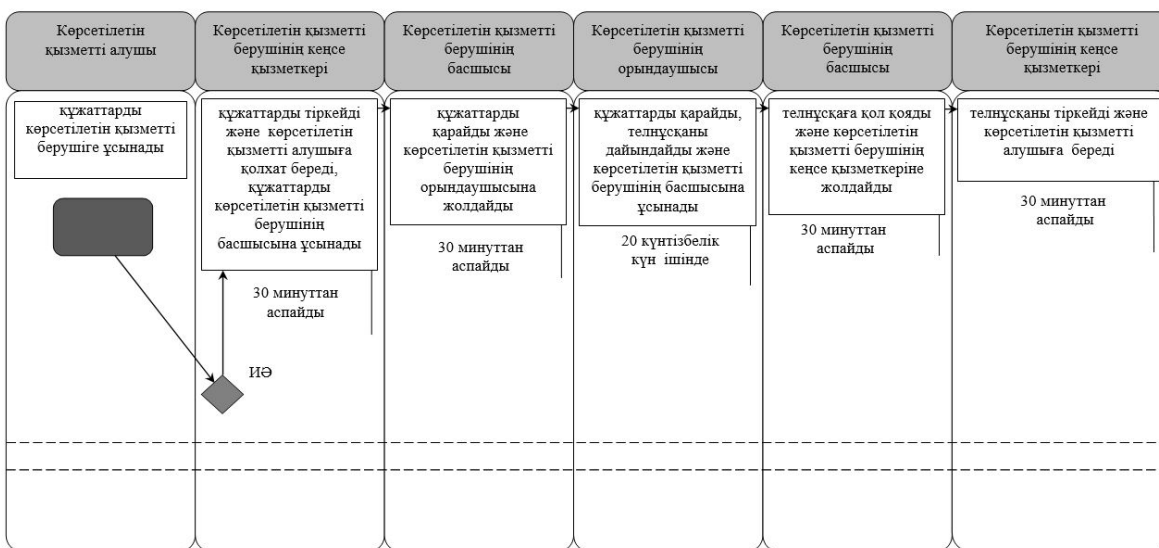 Көрсетілетін
қызметті алушы
Көрсетілетін қызметті
берушінің кеңсе
қызметкері
Көрсетілетін қызметті
берушінің
басшысы
Көрсетілетін қызметті
берушінің
орындаушысы
Көрсетілетін қызметті
берушінің
басшысы
Көрсетілетін қызметті
берушінің кеңсе
қызметкері
құжаттарды
көрсетілетін қызметті
берушіге ұсынады
құжаттарды тіркейді
және көрсетілетін
қызметті алушыға
қолхат береді,
құжаттарды
көрсетілетін қызметті
берушінің
басшысына ұсынады
30 минуттан
аспайды
ИӘ
құжаттарды
қарайды және
көрсетілетін қызметті
берушінің
орындаушысына
жолдайды
30 минуттан
аспайды
құжаттарды қарайды,
телнұсқаны
дайындайды және
көрсетілетін қызметті
берушінің басшысына
ұсынады
20 күнтізбелік
күн ішінде
телнұсқаға қол қояды
және көрсетілетін
қызметті берушінің
кеңсе қызметкеріне
жолдайды
30 минуттан
аспайды
телнұсқаны тіркейді және
көрсетілетін қызметті
алушыға береді
30 минуттан
аспайды